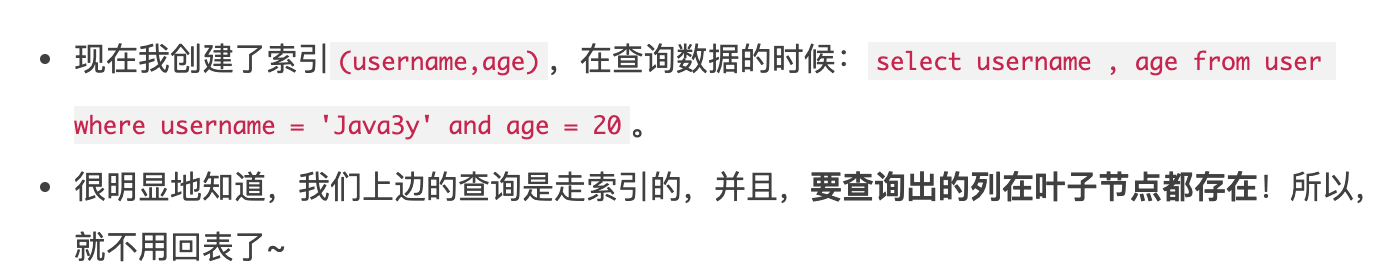 • 现在我创建了索引(username,age)，在查询数据的时候：select username , age from user
where username = 'Java3y' and age = 20。
• 很明显地知道，我们上边的查询是走索引的，并且，要查询出的列在叶子节点都存在！所以，
就不用回表了~